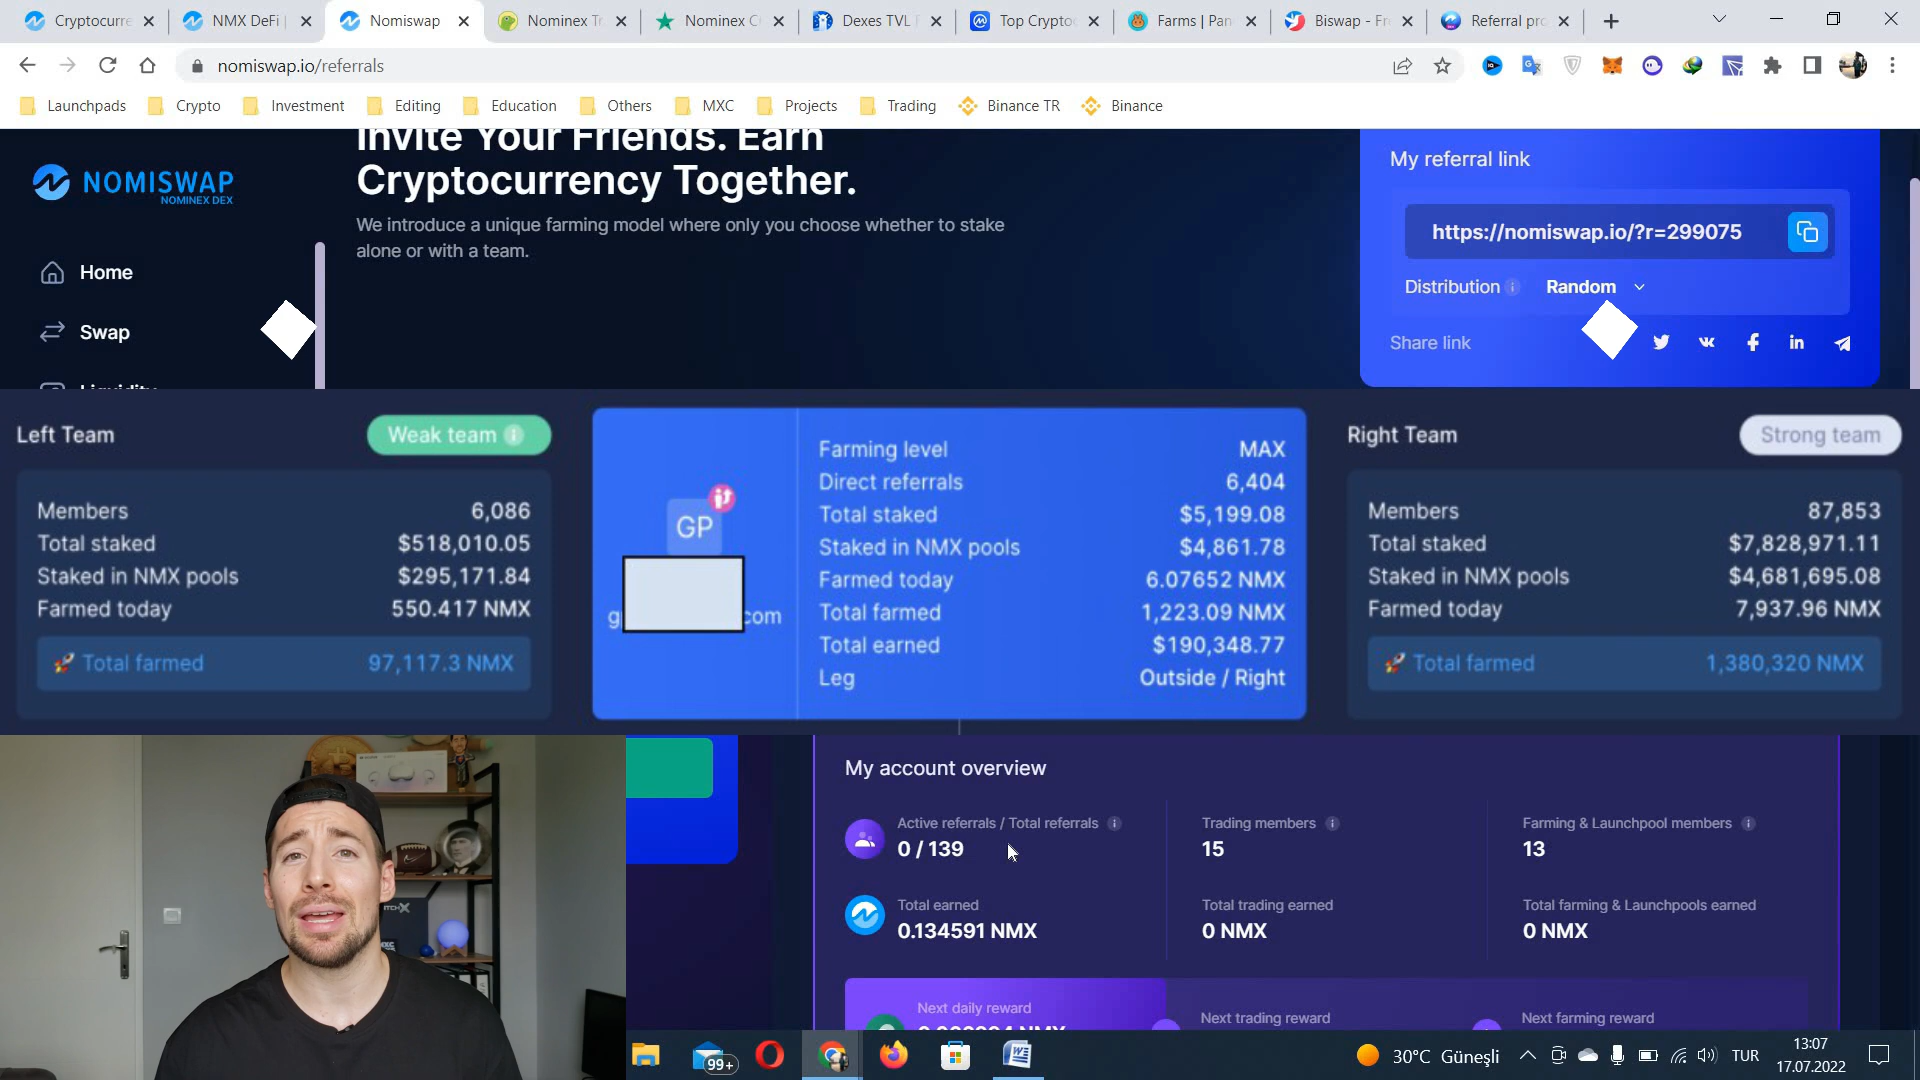 Cryptocurre
NMX DeFi
Nomiswap
Nominex Tr
Nominex C
Dexes TVL
Top Crypto
Farms | Pan
Biswap - Fr
Referral pro
nomiswap.io/referrals
Launchpads
Crypto
Investment
Editing
Education
Others
MXC
Projects
Trading
Binance TR
Binance
NOMISWAP
NOMINEX DEX
Home
Swap
Liquidity
Invite Your Friends. Earn
Cryptocurrency Together.
We introduce a unique farming model where only you choose whether to stake
alone or with a team.
My referral link
https://nomiswap.io/?r=299075
Distribution Random
Share link
Left Team
Weak team
Members 6,086
Total staked $518,010.05
Staked in NMX pools $295,171.84
Farmed today 550.417 NMX
Total farmed 97,117.3 NMX
GP
g com
Farming level MAX
Direct referrals 6,404
Total staked $5,199.08
Staked in NMX pools $4,861.78
Farmed today 6.07652 NMX
Total farmed 1,223.09 NMX
Total earned $190,348.77
Leg Outside / Right
Right Team
Strong team
Members 87,853
Total staked $7,828,971.11
Staked in NMX pools $4,681,695.08
Farmed today 7,937.96 NMX
Total farmed 1,380,320 NMX
My account overview
Active referrals / Total referrals
0 / 139
Trading members
15
Farming & Launchpool members
13
Total earned
0.134591 NMX
Total trading earned
0 NMX
Total farming & Launchpools earned
0 NMX
Next daily reward
Next trading reward
Next farming reward
99+
30°C Güneşli
TUR
13:07
17.07.2022